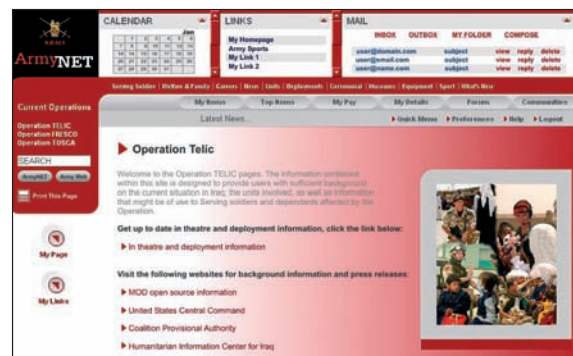 CALENDAR
Jan
LINKS
My Homepage
Army Sports
My Link 1
My Link 2
MAIL
INBOX OUTBOX MY FOLDER COMPOSE
user@domain.com subject view reply delete
user@email.com subject view reply delete
user@name.com subject view reply delete
ARMY
ArmyNET
Serving Soldier | Welfare & Family | Careers | News | Units | Deployments | Ceremonial | Museums | Equipment | Sport | What's New
My Items Top Items My Pay My Details Forum Communities
Latest News...
Quick Menu Preferences Help Logout
Current Operations
Operation TELIC
Operation FRESCO
Operation TOSCA
SEARCH
ArmyNET Army Web
Print This Page
My Page
My Links
Operation Telic
Welcome to the Operation TELIC pages. The information contained
within this site is designed to provide users with sufficient background
on the current situation in Iraq, the units involved, as well as information
that might be of use to Serving soldiers and dependants affected by the
Operation.
Get up to date in theatre and deployment information, click the link below:
In theatre and deployment information
Visit the following websites for background information and press releases:
MOD open source information
United States Central Command
Coalition Provisional Authority
Humanitarian Information Center for Iraq